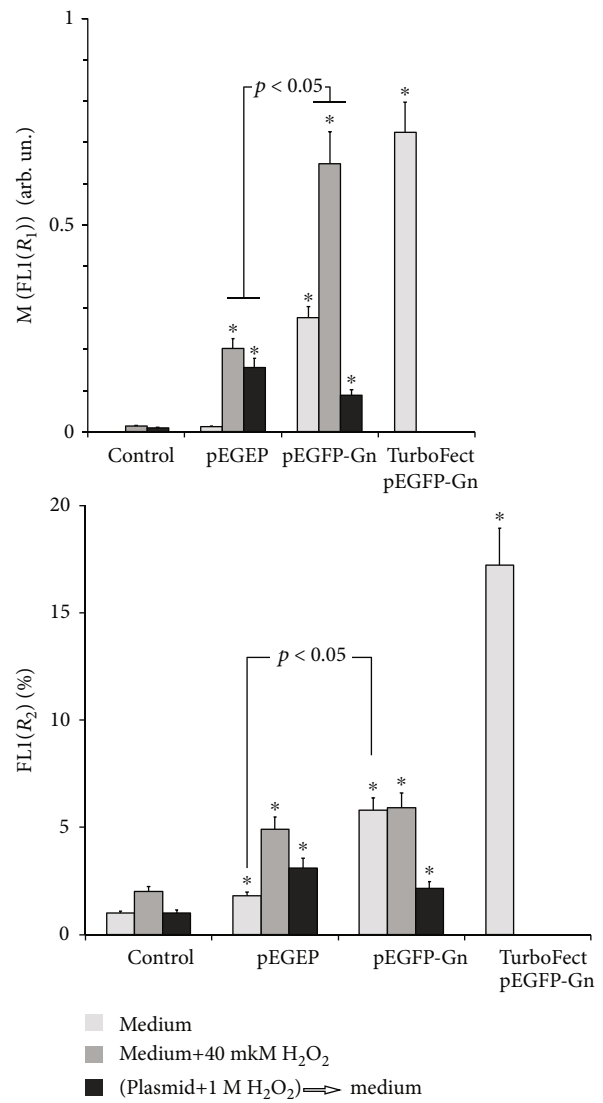 1
0.5
0
M (FL1(R₁)) (arb. un.)
p < 0.05
* * * * * * *
Control pEGEP pEGFP-Gn TurboFect
pEGFP-Gn
20
15
10
5
0
FL1(R₂) (%)
p < 0.05
* * * * * * *
Control pEGEP pEGFP-Gn TurboFect
pEGFP-Gn
Medium
Medium+40 mkM H₂O₂
(Plasmid+1 M H₂O₂) ⟹ medium